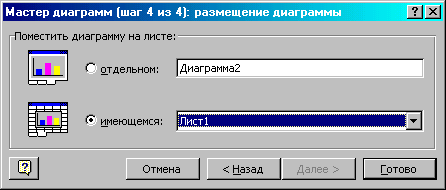 Мастер диаграмм (шаг 4 из 4): размещение диаграммы
Поместить диаграмму на листе:
отдельном: Диаграмма2
имеющемся: Лист1
Отмена < Назад Далее > Готово